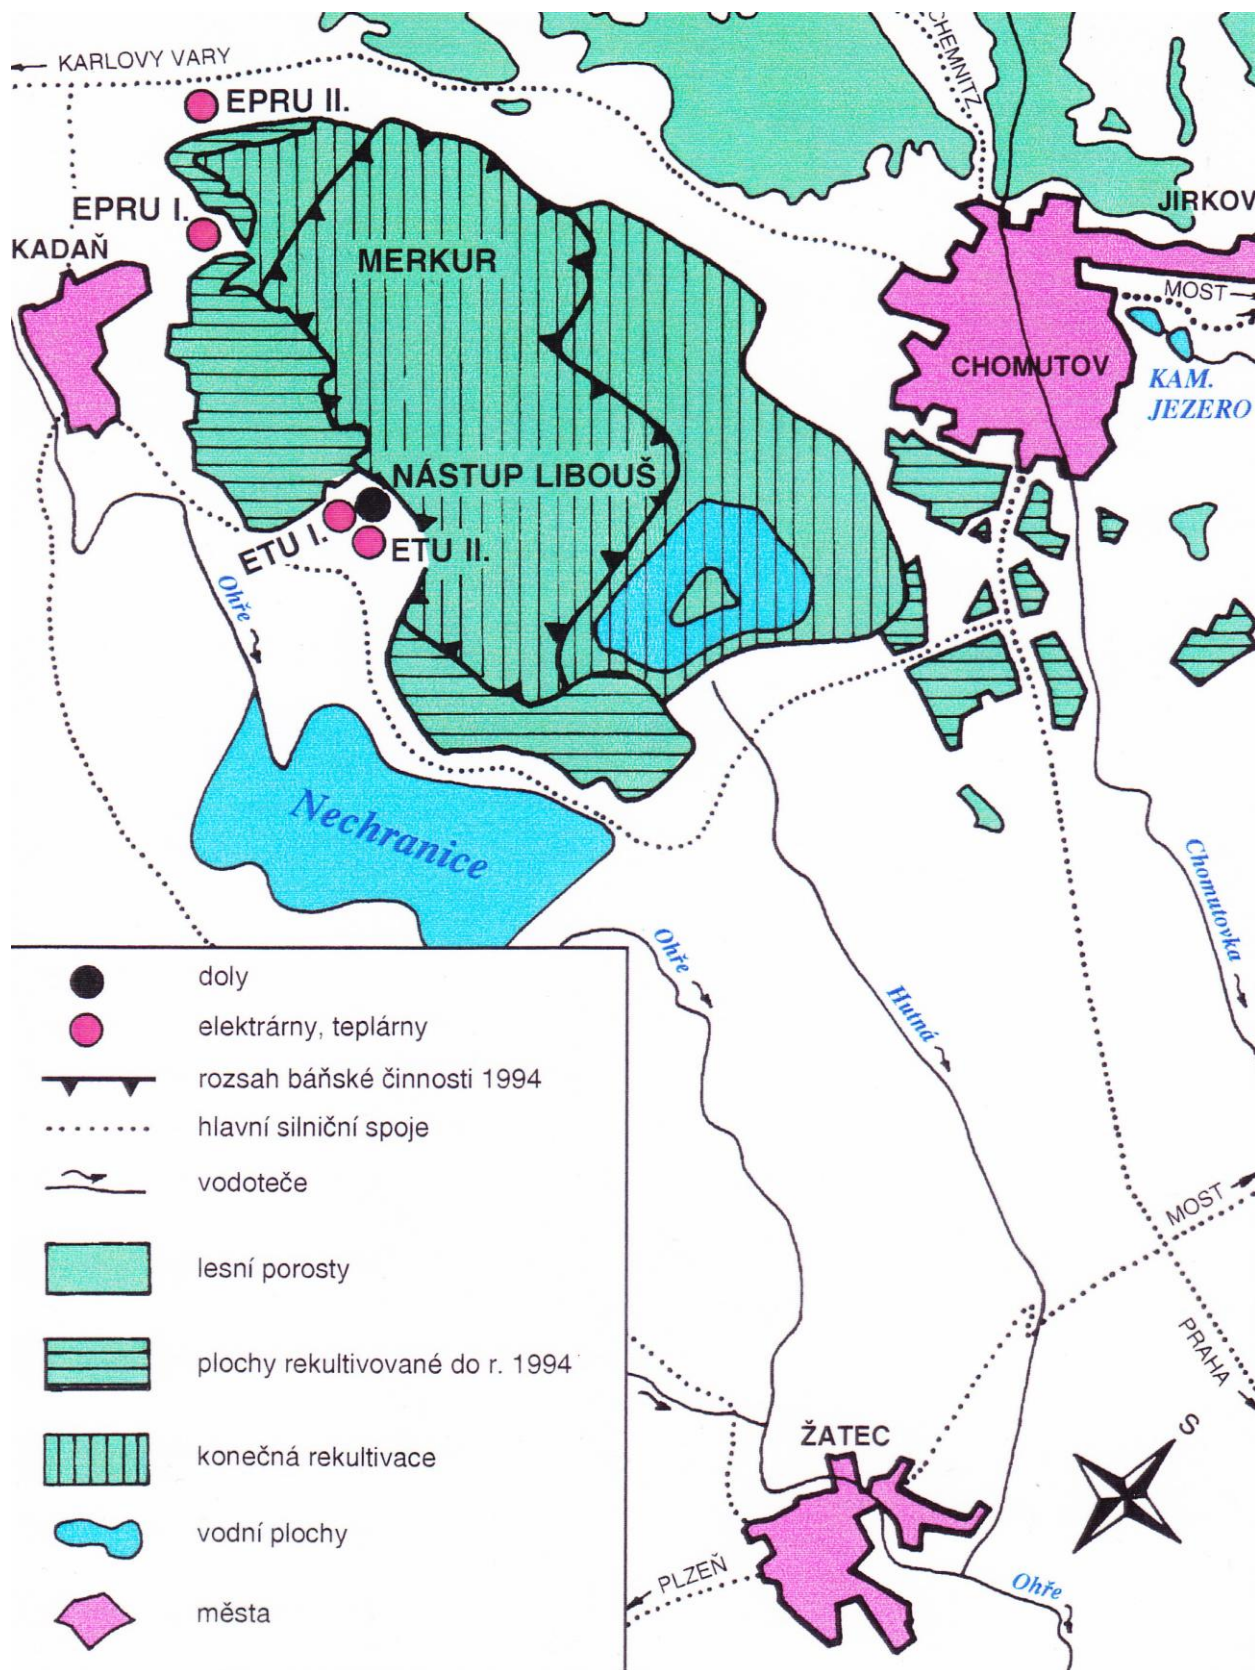 KARLOVY VARY
CHEMNITZ
EPRU II.
EPRU I.
KADAŇ
JIRKOV
MERKUR
MOST
CHOMUTOV
KAM.
JEZERO
NÁSTUP LIBOUŠ
ETU I.
ETU II.
Ohře
Nechranice
Chomutovka
Ohře
Hutná
doly
elektrárny, teplárny
rozsah báňské činnosti 1994
hlavní silniční spoje
vodoteče
lesní porosty
plochy rekultivované do r. 1994
konečná rekultivace
vodní plochy
města
MOST
PRAHA
S
ŽATEC
PLZEŇ
Ohře